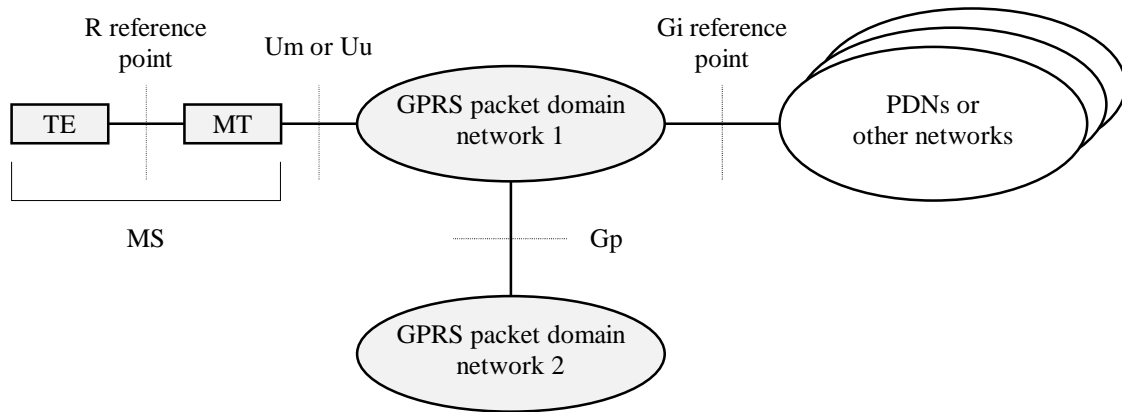 R reference
point
Um or Uu
Gi reference
point
TE
MT
GPRS packet domain
network 1
PDNs or
other networks
MS
Gp
GPRS packet domain
network 2